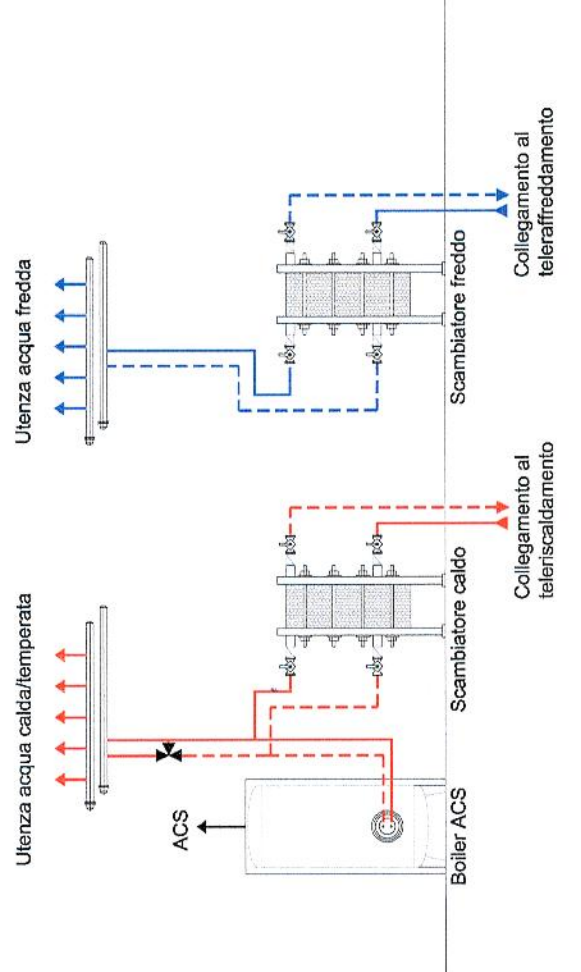 Utenza acqua calda/temperata
Utenza acqua fredda
ACS
Boiler ACS
Scambiatore caldo
Scambiatore freddo
Collegamento al
teleriscaldamento
Collegamento al
teleraffreddamento